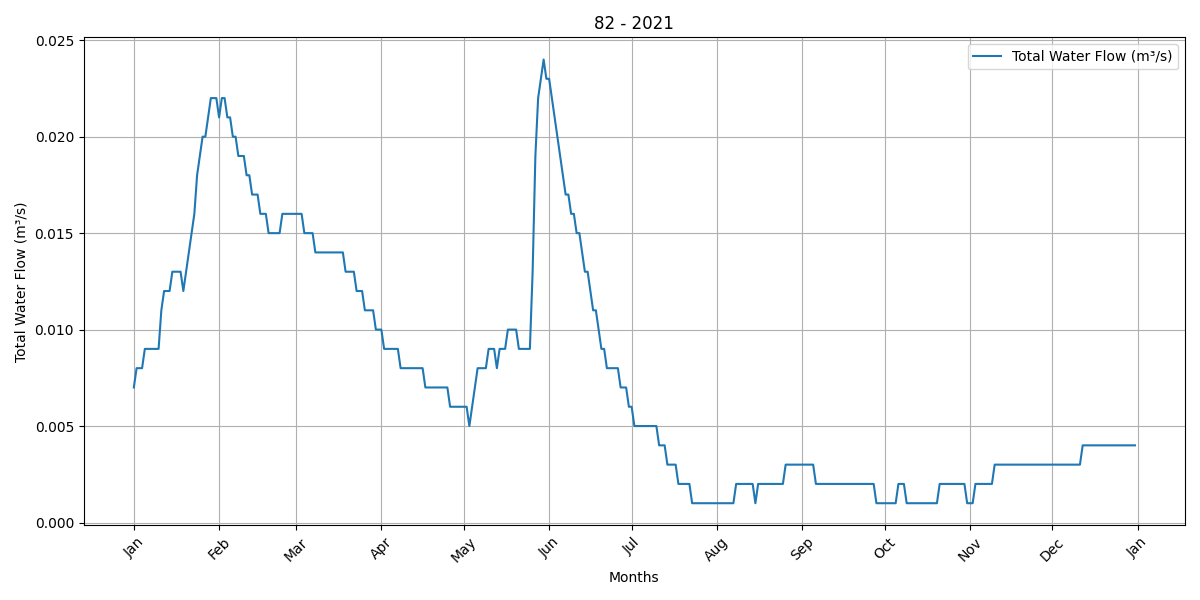 82 - 2021
Total Water Flow (m³/s)
Total Water Flow (m³/s)
0.025
0.020
0.015
0.010
0.005
0.000
Jan Feb Mar Apr May Jun Jul Aug Sep Oct Nov Dec Jan
Months